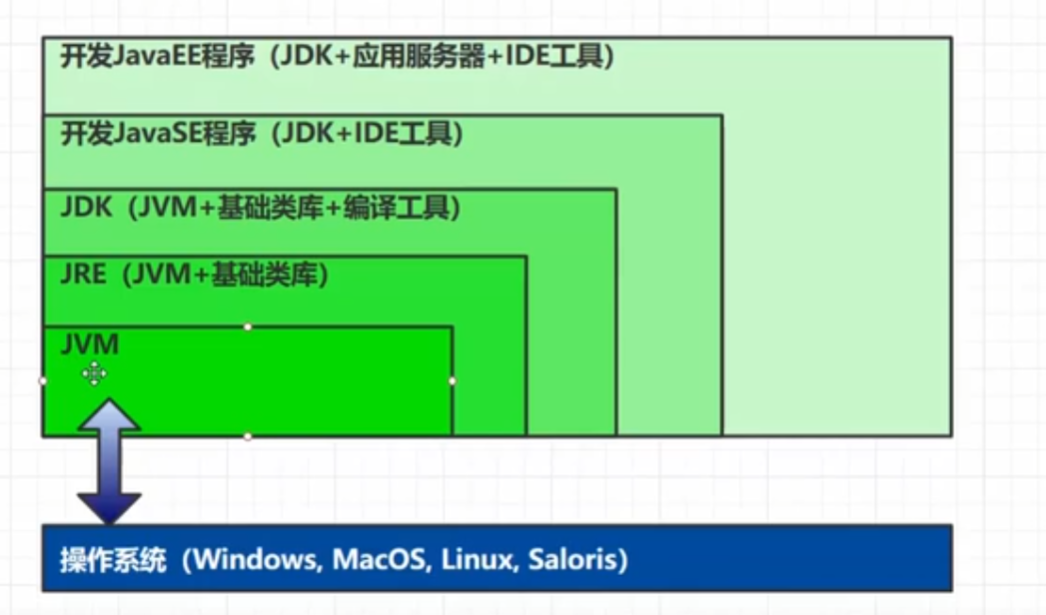 开发JavaEE程序（JDK+应用服务器+IDE工具)
开发JavaSE程序（JDK+IDE工具)
JDK（JVM+基础类库+编译工具)
JRE（JVM+基础类库)
JVM
操作系统（Windows, MacOS, Linux, Saloris)